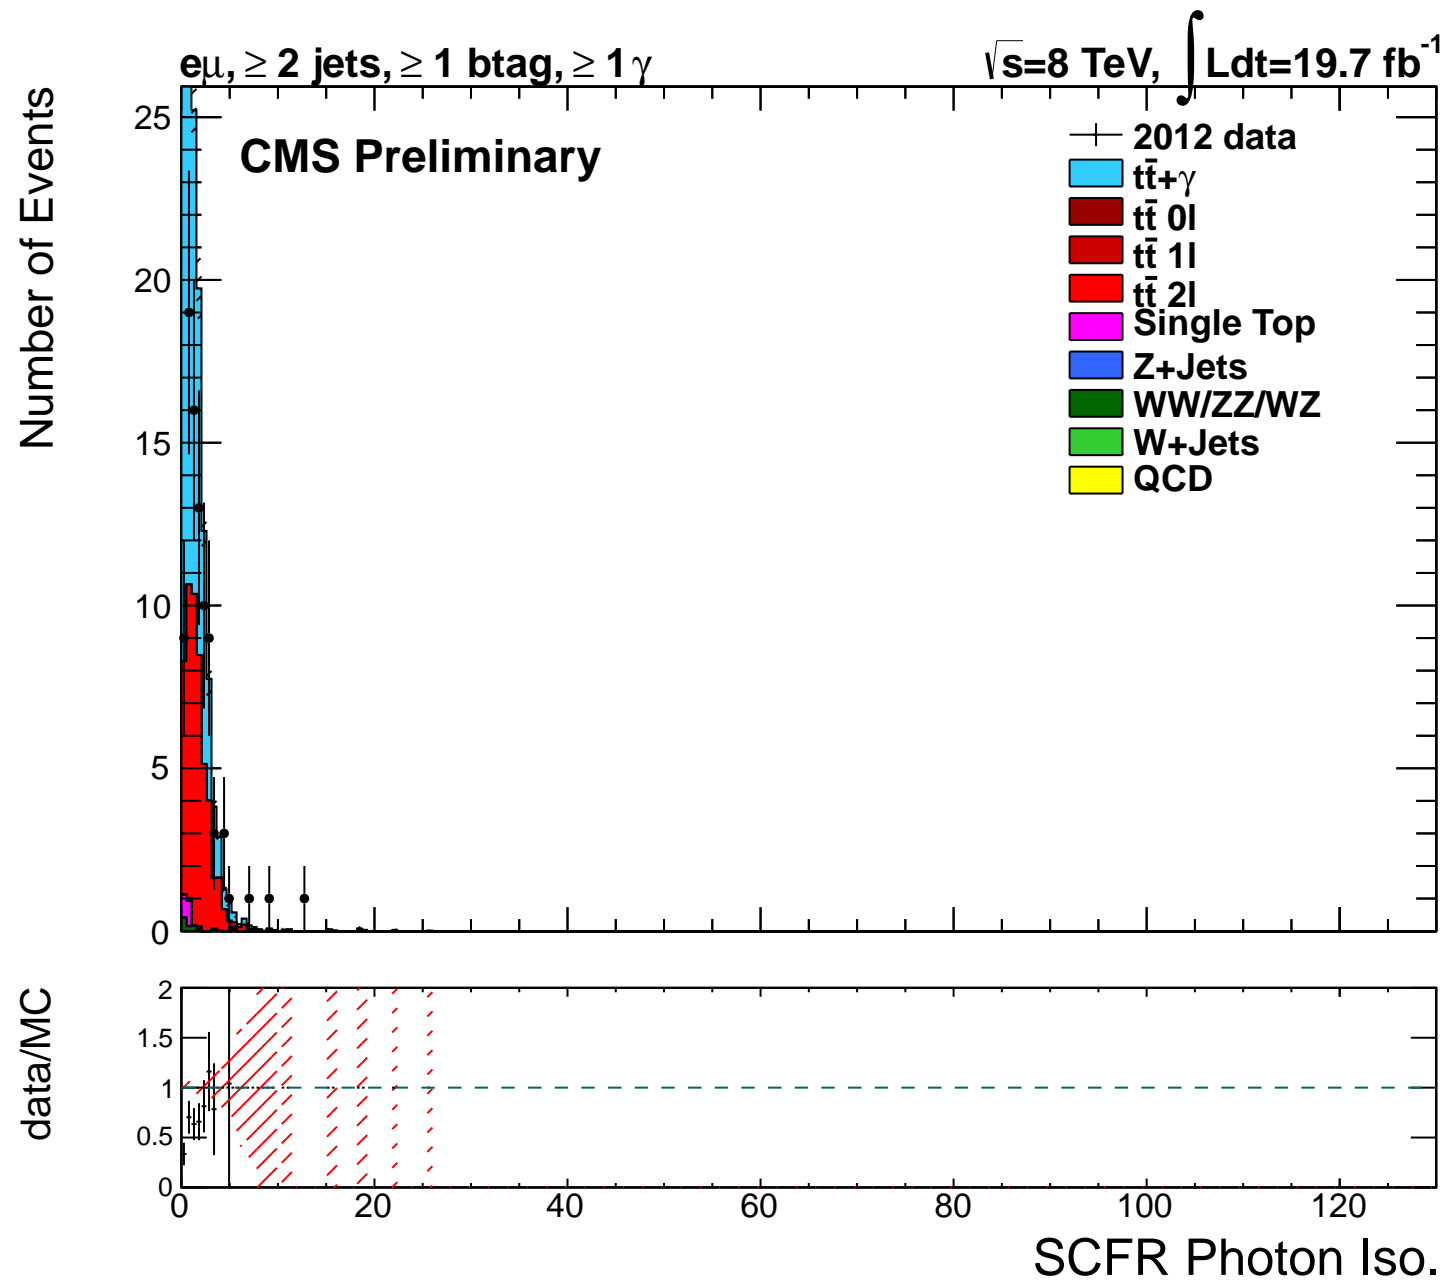 eμ, ≥ 2 jets, ≥ 1 btag, ≥ 1 γ
√s=8 TeV, ∫Ldt=19.7 fb⁻¹
CMS Preliminary
2012 data
tt̄+γ
tt̄ 0l
tt̄ 1l
tt̄ 2l
Single Top
Z+Jets
WW/ZZ/WZ
W+Jets
QCD
Number of Events
25
20
15
10
5
0
data/MC
2
1.5
1
0.5
0
0 20 40 60 80 100 120
SCFR Photon Iso.